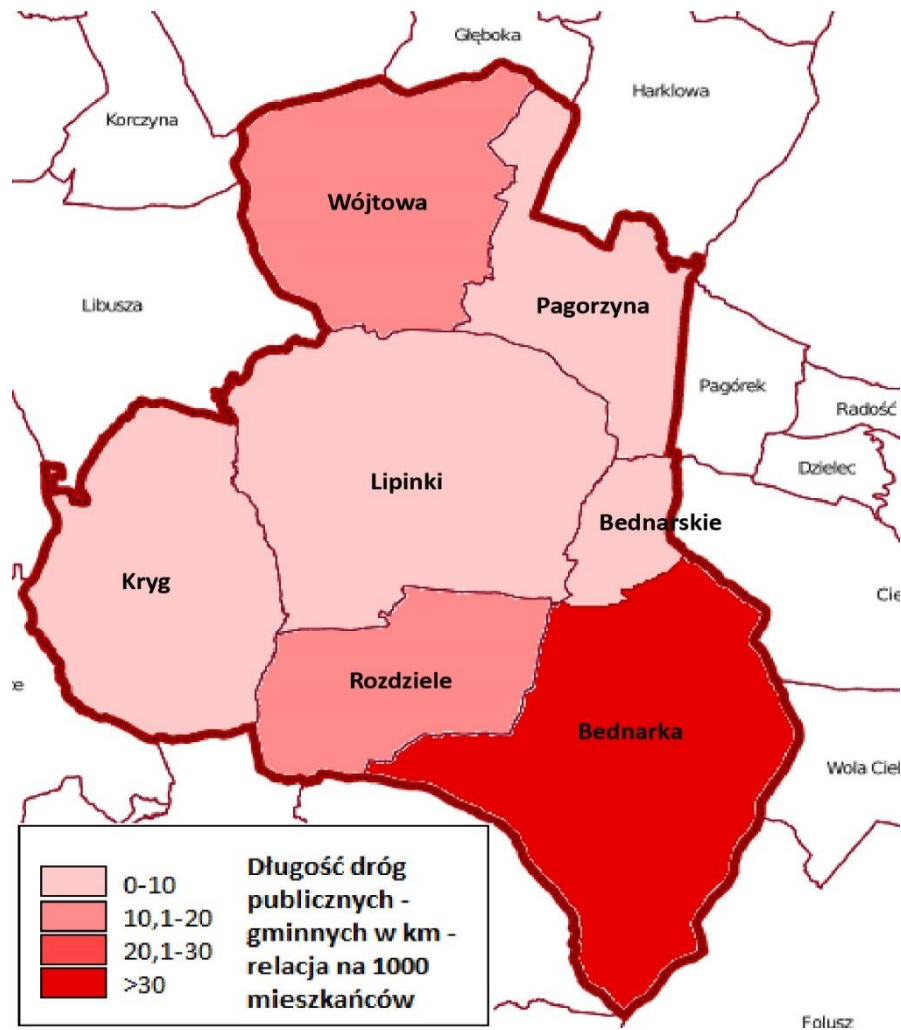 Głęboka
Harklowa
Korczyna
Wójtowa
Libusza
Pagorzyna
Pagórek
Radość
Dzielec
Lipinki
Bednarskie
Kryg
Cie
Rozdziele
Bednarka
Wola Ciel
0-10
10,1-20
20,1-30
>30
Długość dróg
publicznych -
gminnych w km -
relacja na 1000
mieszkańców
Folusz